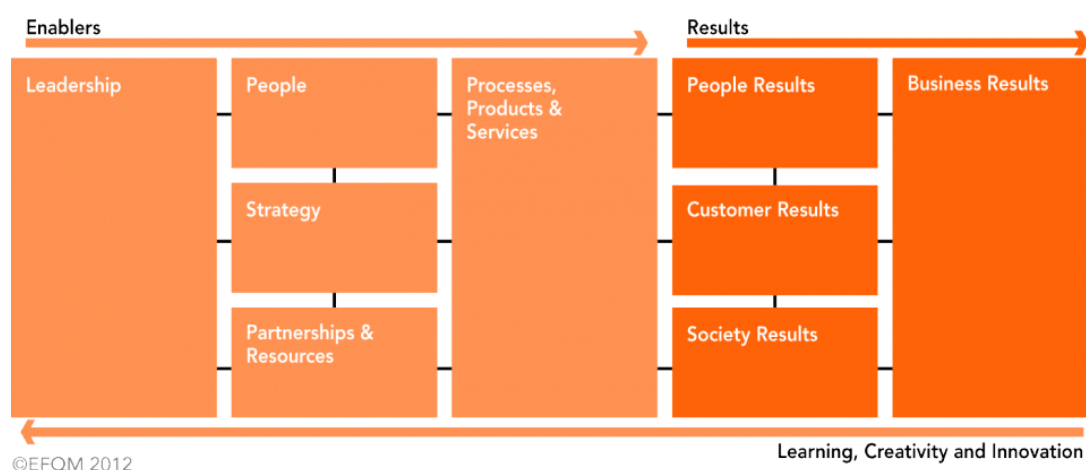 Enablers
Results
Leadership
People
Processes,
Products &
Services
People Results
Business Results
Strategy
Customer Results
Partnerships &
Resources
Society Results
Learning, Creativity and Innovation
©EFQM 2012